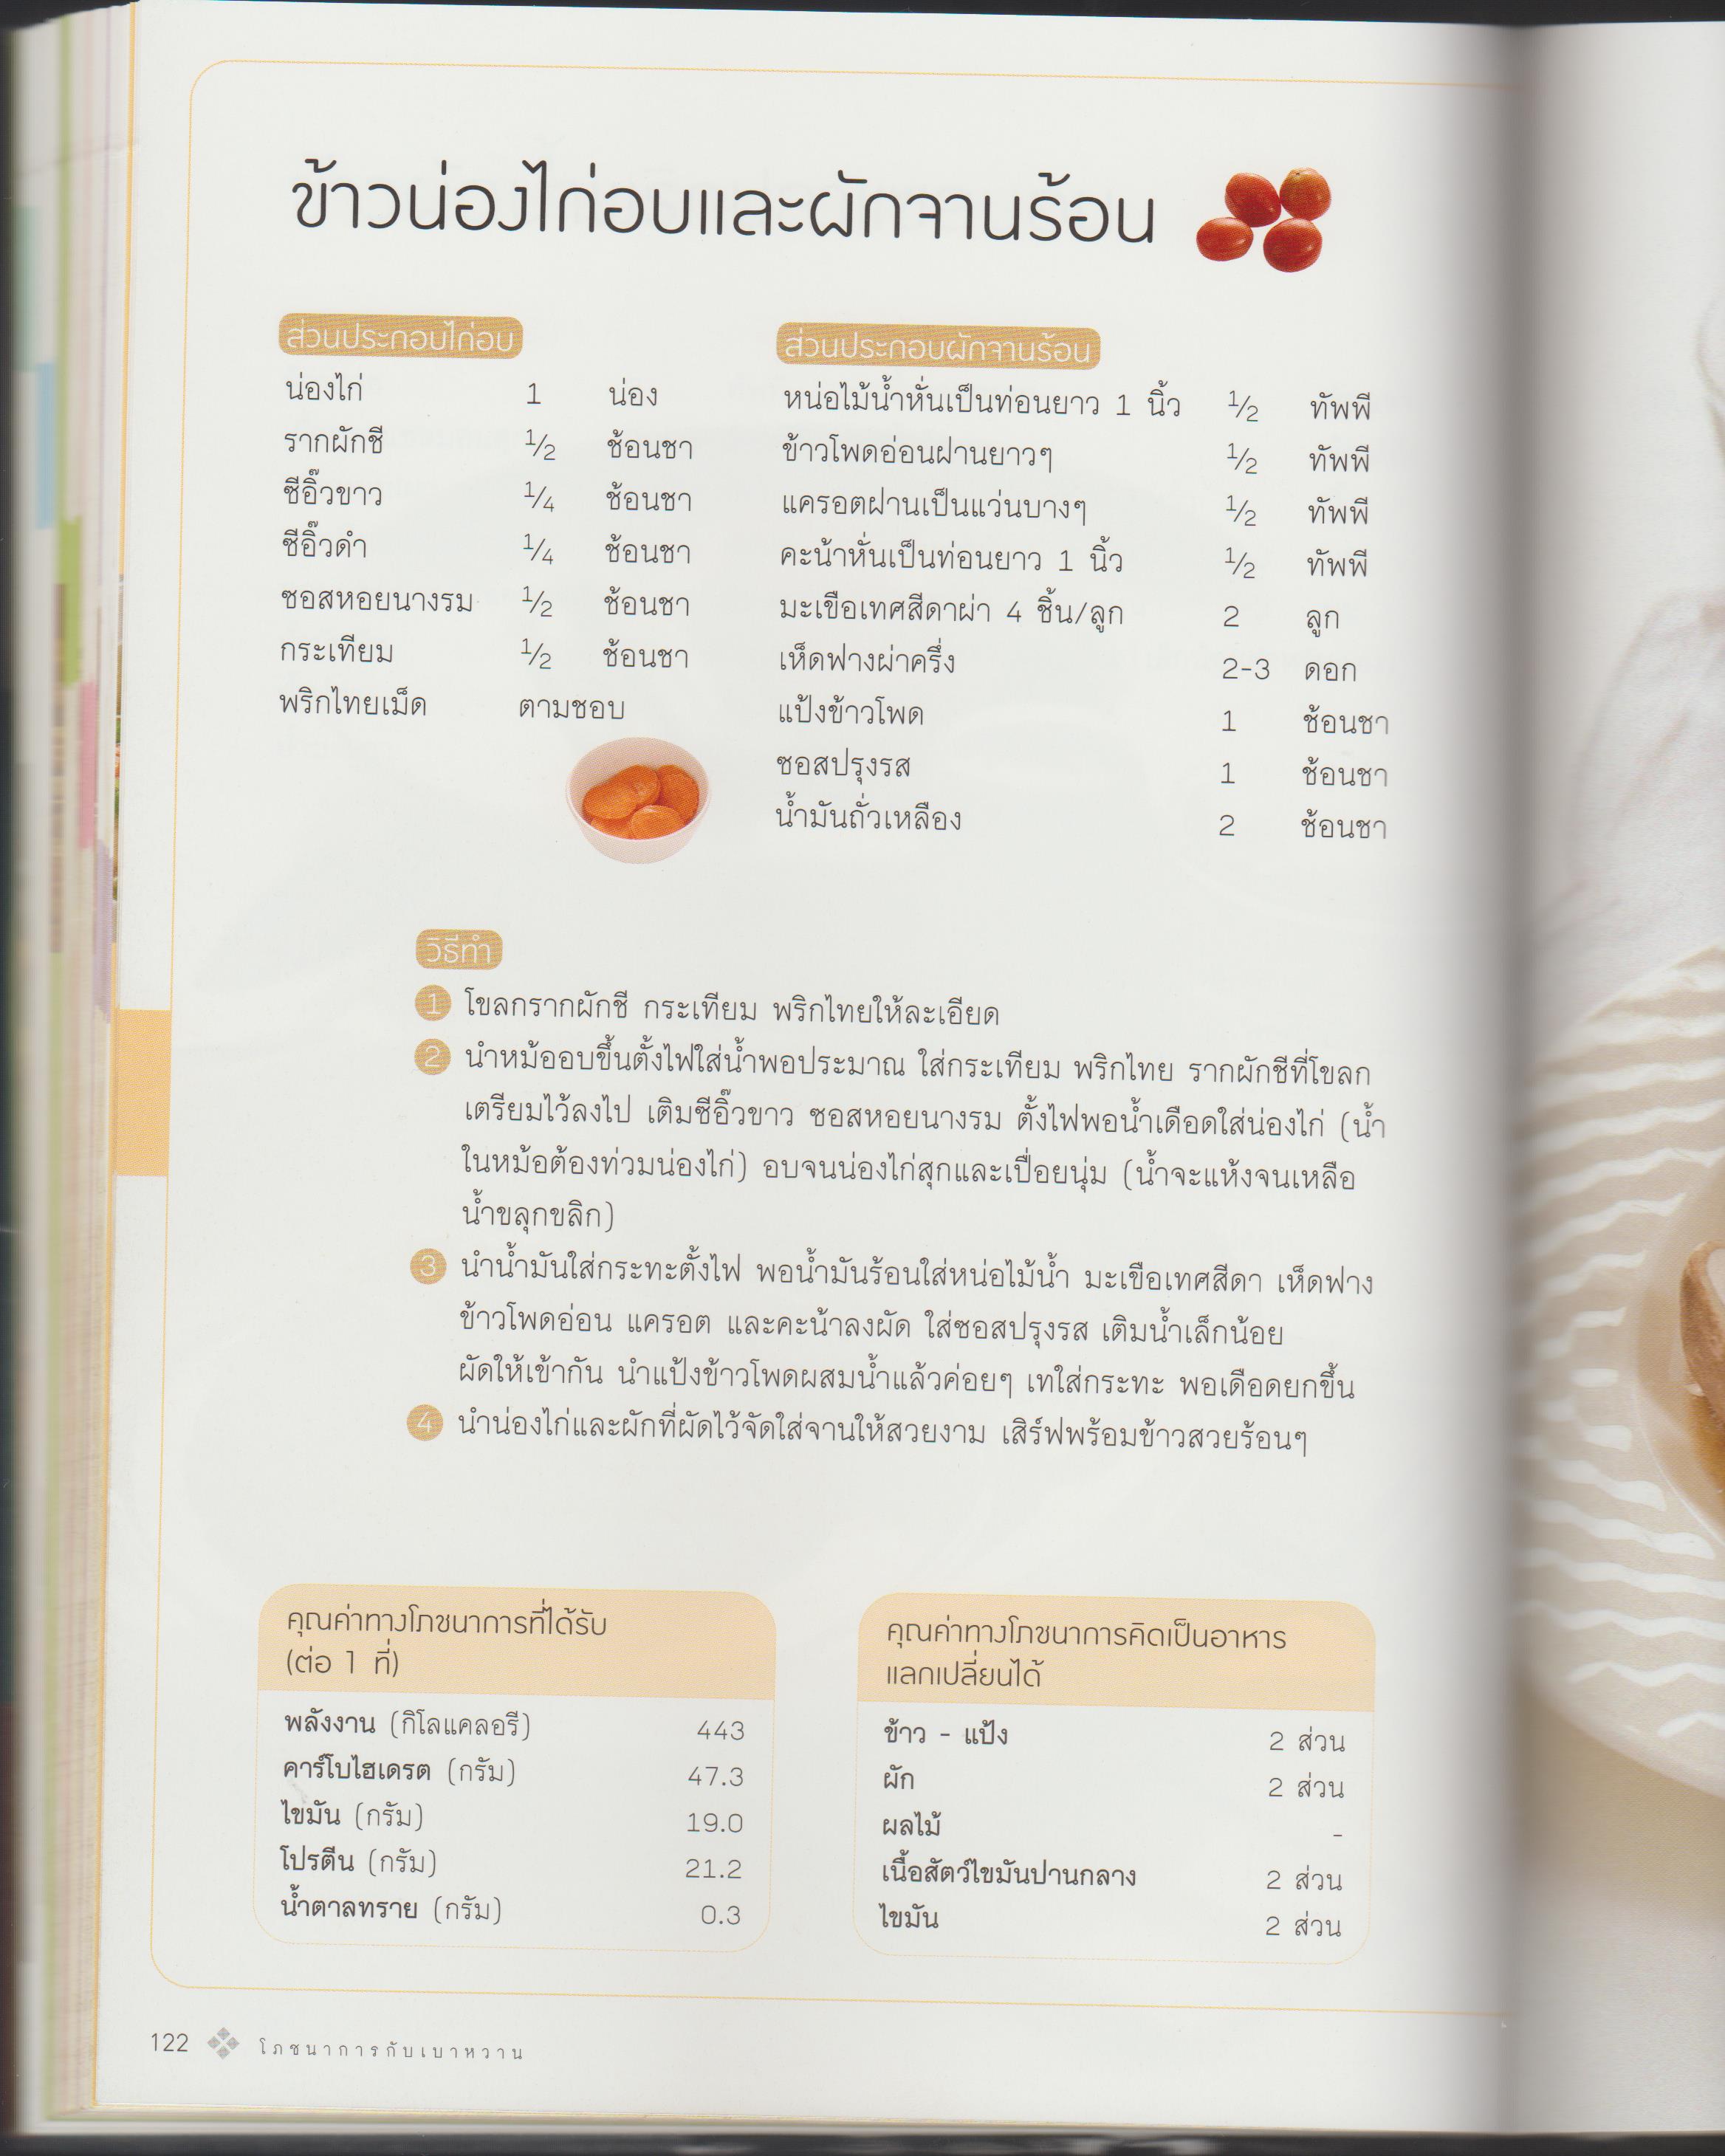 ข้าวน่องไก่อบและผักจานร้อน
ส่วนประกอบไก่อบ
น่องไก่ 1 น่อง
รากผักชี 1/2 ช้อนชา
ซีอิ๊วขาว 1/4 ช้อนชา
ซีอิ๊วดำ 1/4 ช้อนชา
ซอสหอยนางรม 1/2 ช้อนชา
กระเทียม 1/2 ช้อนชา
พริกไทยเม็ด ตามชอบ
ส่วนประกอบผักจานร้อน
หน่อไม้น้ำหั่นเป็นท่อนยาว 1 นิ้ว 1/2 ทัพพี
ข้าวโพดอ่อนฝานยาวๆ 1/2 ทัพพี
แครอตฝานเป็นแว่นบางๆ 1/2 ทัพพี
คะน้าหั่นเป็นท่อนยาว 1 นิ้ว 1/2 ทัพพี
มะเขือเทศสีดาผ่า 4 ชิ้น/ลูก 2 ลูก
เห็ดฟางผ่าครึ่ง 2-3 ดอก
แป้งข้าวโพด 1 ช้อนชา
ซอสปรุงรส 1 ช้อนชา
น้ำมันถั่วเหลือง 2 ช้อนชา
วิธีทำ
1 โขลกรากผักชี กระเทียม พริกไทยให้ละเอียด
2 นำหม้ออบขึ้นตั้งไฟใส่น้ำพอประมาณ ใส่กระเทียม พริกไทย รากผักชีที่โขลก
เตรียมไว้ลงไป เติมซีอิ๊วขาว ซอสหอยนางรม ตั้งไฟพอน้ำเดือดใส่น่องไก่ (น้ำ
ในหม้อต้องท่วมน่องไก่) อบจนน่องไก่สุกและเปื่อยนุ่ม (น้ำจะแห้งจนเหลือ
น้ำขลุกขลิก)
3 นำน้ำมันใส่กระทะตั้งไฟ พอน้ำมันร้อนใส่หน่อไม้น้ำ มะเขือเทศสีดา เห็ดฟาง
ข้าวโพดอ่อน แครอต และคะน้าลงผัด ใส่ซอสปรุงรส เติมน้ำเล็กน้อย
ผัดให้เข้ากัน นำแป้งข้าวโพดผสมน้ำแล้วค่อยๆ เทใส่กระทะ พอเดือดยกขึ้น
4 นำน่องไก่และผักที่ผัดไว้จัดใส่จานให้สวยงาม เสิร์ฟพร้อมข้าวสวยร้อนๆ
คุณค่าทางโภชนาการที่ได้รับ
(ต่อ 1 ที่)
พลังงาน (กิโลแคลอรี) 443
คาร์โบไฮเดรต (กรัม) 47.3
ไขมัน (กรัม) 19.0
โปรตีน (กรัม) 21.2
น้ำตาลทราย (กรัม) 0.3
คุณค่าทางโภชนาการคิดเป็นอาหาร
แลกเปลี่ยนได้
ข้าว - แป้ง 2 ส่วน
ผัก 2 ส่วน
ผลไม้ -
เนื้อสัตว์ไขมันปานกลาง 2 ส่วน
ไขมัน 2 ส่วน
122 โภชนาการกับเบาหวาน